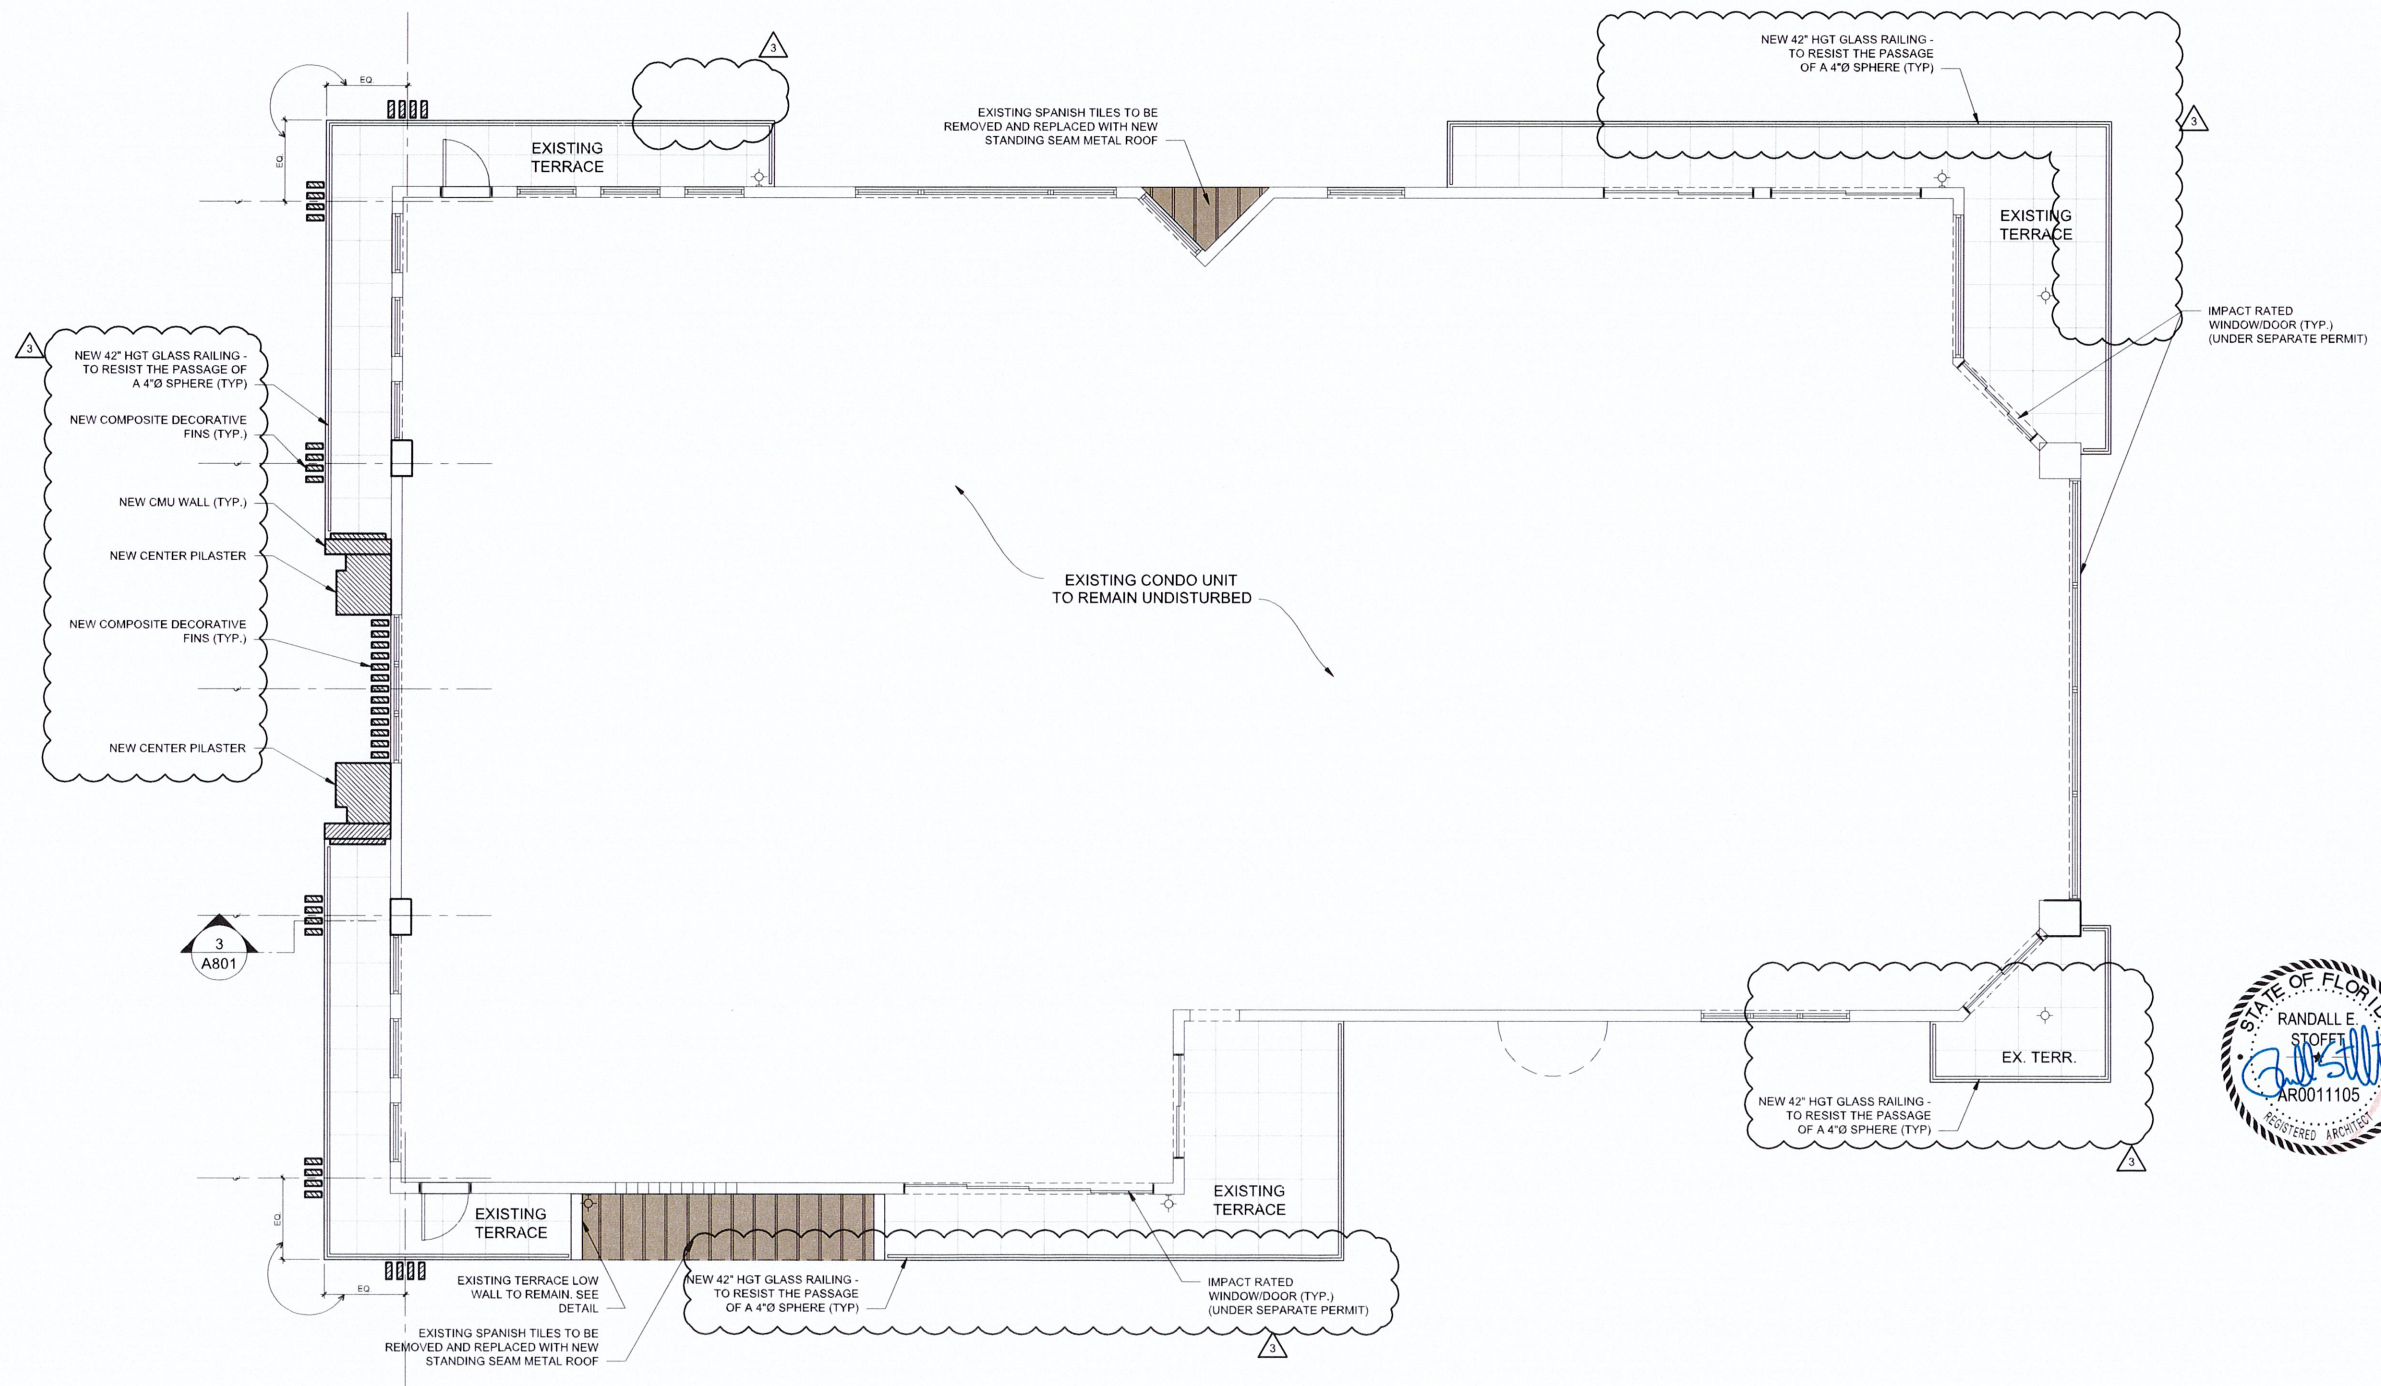 3
NEW 42" HGT GLASS RAILING -
TO RESIST THE PASSAGE
OF A 4"Ø SPHERE (TYP)
EQ.
EXISTING SPANISH TILES TO BE
REMOVED AND REPLACED WITH NEW
STANDING SEAM METAL ROOF
3
EXISTING
TERRACE
EQ.
EXISTING
TERRACE
IMPACT RATED
WINDOW/DOOR (TYP.)
(UNDER SEPARATE PERMIT)
3
NEW 42" HGT GLASS RAILING -
TO RESIST THE PASSAGE OF
A 4"Ø SPHERE (TYP)
NEW COMPOSITE DECORATIVE
FINS (TYP.)
NEW CMU WALL (TYP.)
NEW CENTER PILASTER
NEW COMPOSITE DECORATIVE
FINS (TYP.)
NEW CENTER PILASTER
EXISTING CONDO UNIT
TO REMAIN UNDISTURBED
3
A801
STATE OF FLORI
RANDALL E.
STOFFT
AR0011105
REGISTERED ARCHITECT
EX. TERR.
NEW 42" HGT GLASS RAILING -
TO RESIST THE PASSAGE
OF A 4"Ø SPHERE (TYP)
3
EXISTING
TERRACE
EXISTING
TERRACE
EQ.
EQ.
EXISTING TERRACE LOW
WALL TO REMAIN. SEE
DETAIL
NEW 42" HGT GLASS RAILING -
TO RESIST THE PASSAGE
OF A 4"Ø SPHERE (TYP)
IMPACT RATED
WINDOW/DOOR (TYP.)
(UNDER SEPARATE PERMIT)
EXISTING SPANISH TILES TO BE
REMOVED AND REPLACED WITH NEW
STANDING SEAM METAL ROOF
3